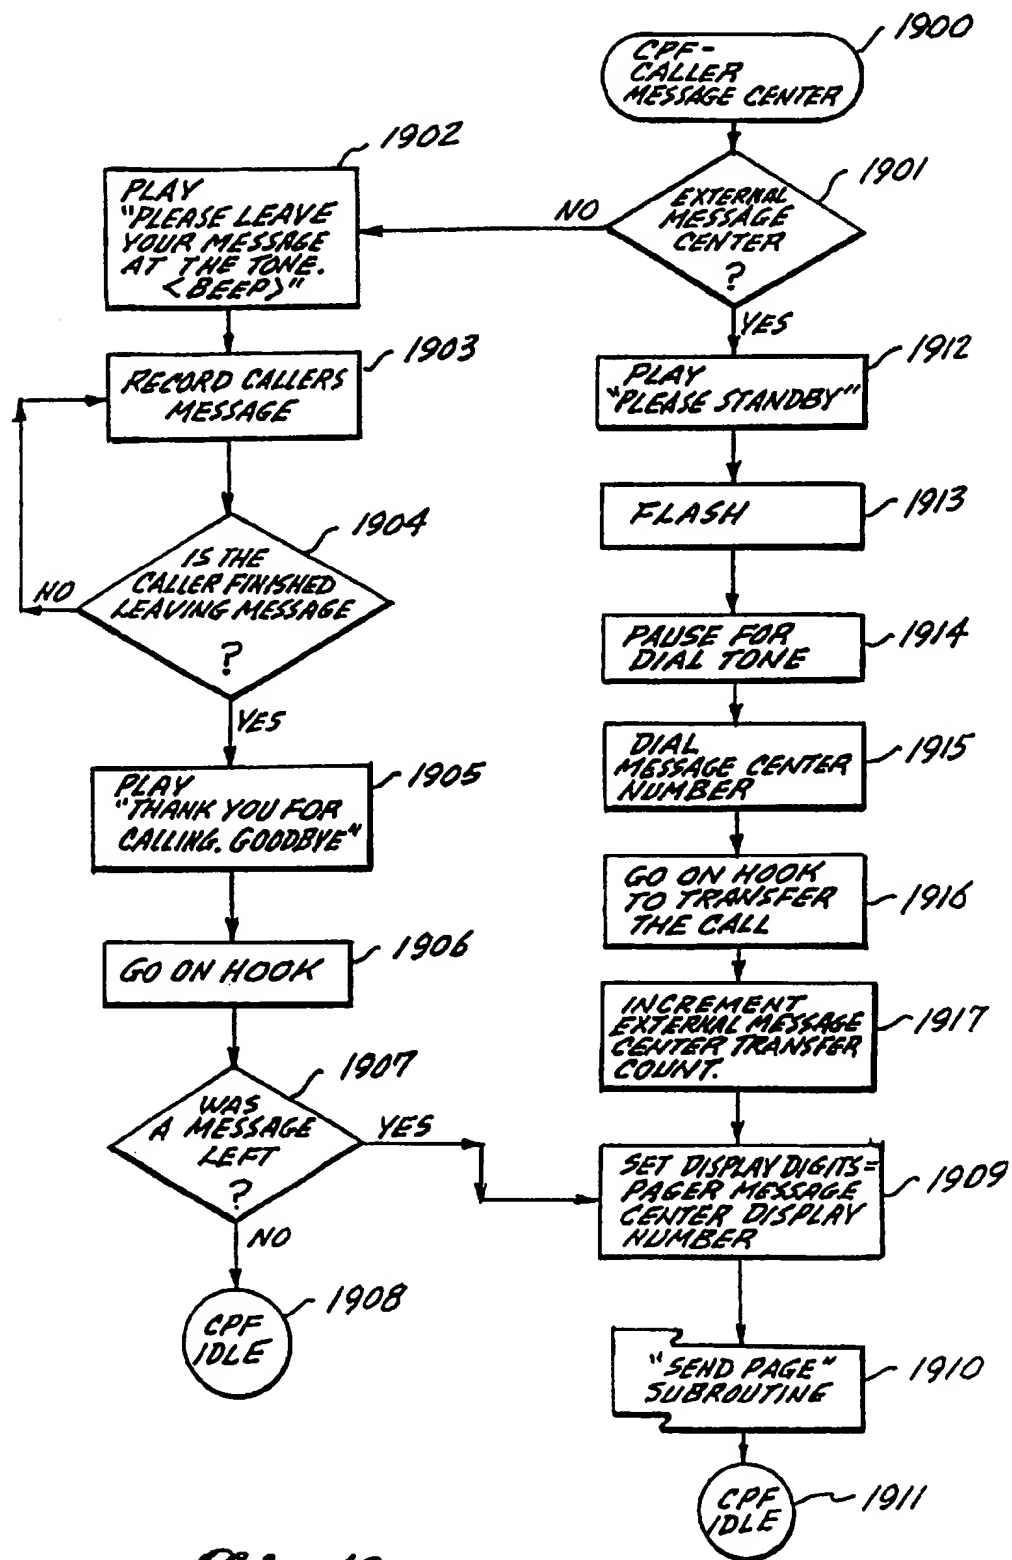 1900
CPF-
CALLER
MESSAGE CENTER
1901
EXTERNAL
MESSAGE
CENTER
?
NO
YES
1902
PLAY
"PLEASE LEAVE
YOUR MESSAGE
AT THE TONE.
<BEEP>"
1903
RECORD CALLERS
MESSAGE
1904
IS THE
CALLER FINISHED
LEAVING MESSAGE
?
NO
YES
1905
PLAY
"THANK YOU FOR
CALLING. GOODBYE"
1906
GO ON HOOK
1907
WAS
A MESSAGE
LEFT
?
YES
NO
1908
CPF
IDLE
1912
PLAY
"PLEASE STANDBY"
1913
FLASH
1914
PAUSE FOR
DIAL TONE
1915
DIAL
MESSAGE CENTER
NUMBER
1916
GO ON HOOK
TO TRANSFER
THE CALL
1917
INCREMENT
EXTERNAL MESSAGE
CENTER TRANSFER
COUNT.
1909
SET DISPLAY DIGITS=
PAGER MESSAGE
CENTER DISPLAY
NUMBER
1910
"SEND PAGE"
SUBROUTING
1911
CPF
IDLE